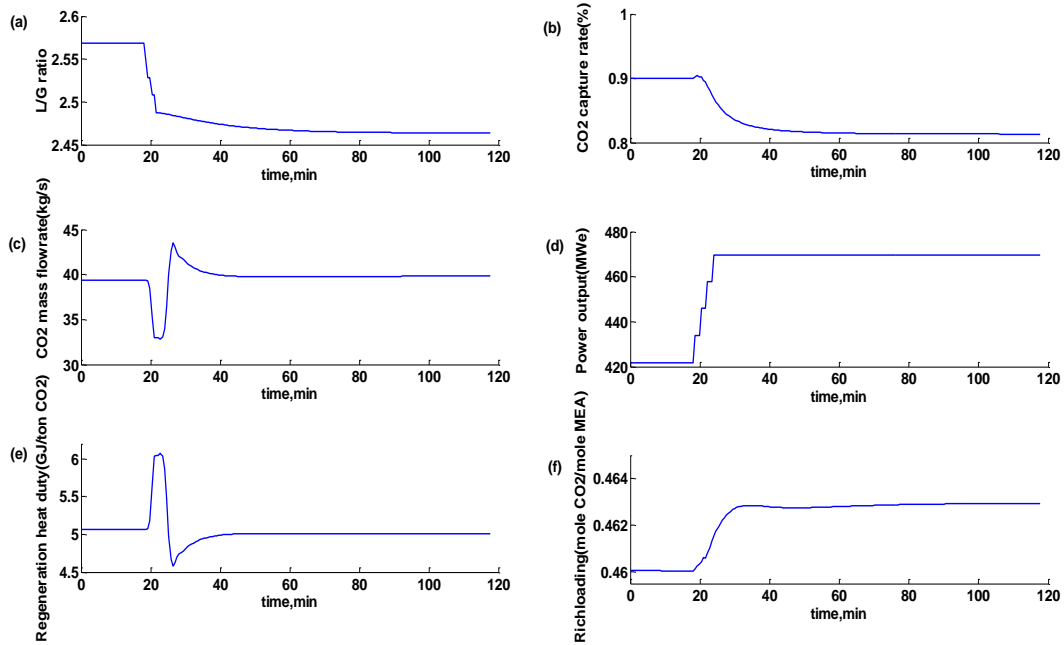 (a)
L/G ratio
2.6
2.55
2.5
2.45
0 20 40 60 80 100 120
time,min
(b)
CO2 capture rate(%)
1
0.9
0.8
0 20 40 60 80 100 120
time,min
(c)
CO2 mass flowrate(kg/s)
45
40
35
30
0 20 40 60 80 100 120
time,min
(d)
Power output(MWe)
480
460
440
420
0 20 40 60 80 100 120
time,min
(e)
Regeneration heat duty(GJ/ton CO2)
6
5.5
5
4.5
0 20 40 60 80 100 120
time,min
(f)
Richloading(mole CO2/mole MEA)
0.464
0.462
0.46
0 20 40 60 80 100 120
time,min